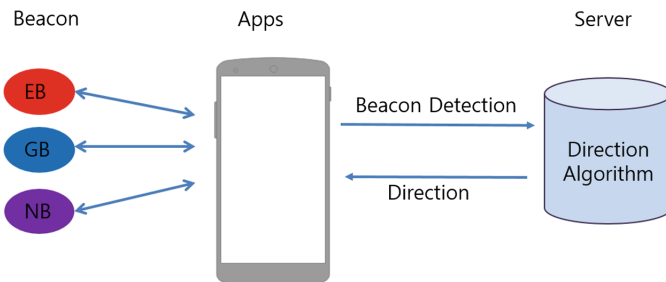 Beacon
Apps
Server
EB
GB
NB
Beacon Detection
Direction
Direction
Algorithm